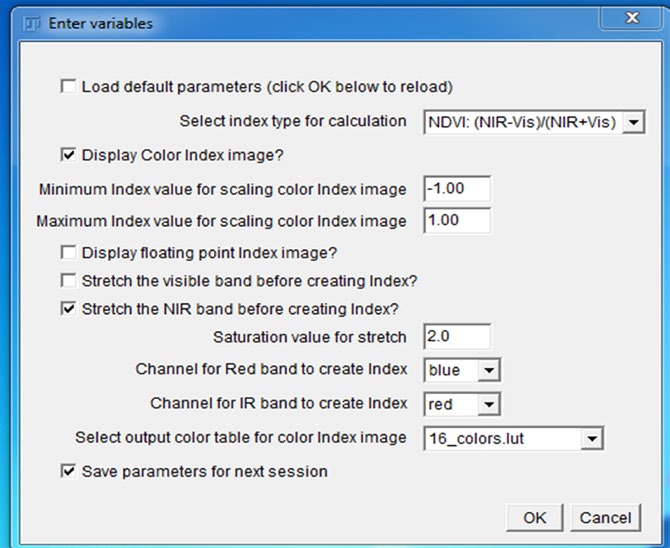 Enter variables
Load default parameters (click OK below to reload)
Select index type for calculation NDVI: (NIR-Vis)/(NIR+Vis)
Display Color Index image?
Minimum Index value for scaling color Index image -1.00
Maximum Index value for scaling color Index image 1.00
Display floating point Index image?
Stretch the visible band before creating Index?
Stretch the NIR band before creating Index?
Saturation value for stretch 2.0
Channel for Red band to create Index blue
Channel for IR band to create Index red
Select output color table for color Index image 16_colors.lut
Save parameters for next session
OK Cancel